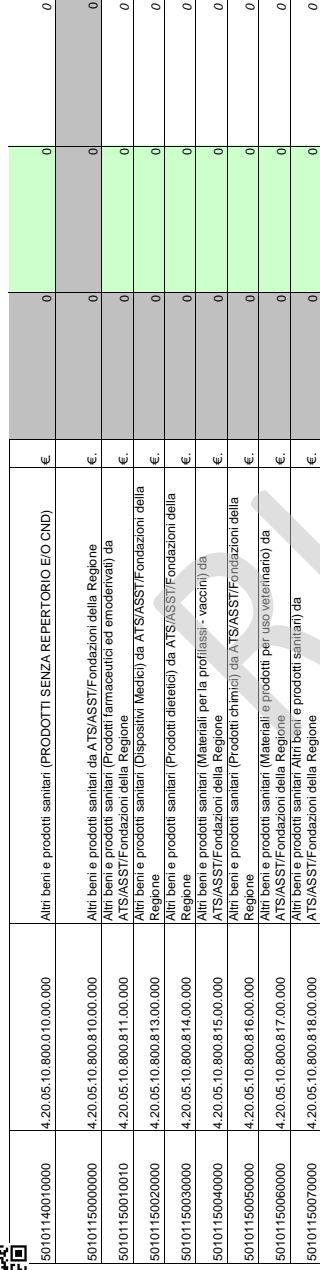 50101140010000 4.20.05.10.800.010.00.000 Altri beni e prodotti sanitari (PRODOTTI SENZA REPERTORIO E/O CND) €. 0 0 0
50101150000000 4.20.05.10.800.810.00.000 Altri beni e prodotti sanitari da ATS/ASST/Fondazioni della Regione €. 0 0 0
50101150010010 4.20.05.10.800.811.00.000 Altri beni e prodotti sanitari (Prodotti farmaceutici ed emoderivati) da €. 0 0 0
ATS/ASST/Fondazioni della Regione
50101150020000 4.20.05.10.800.813.00.000 Altri beni e prodotti sanitari (Dispositivi Medici) da ATS/ASST/Fondazioni della €. 0 0 0
Regione
50101150030000 4.20.05.10.800.814.00.000 Altri beni e prodotti sanitari (Prodotti dietetici) da ATS/ASST/Fondazioni della €. 0 0 0
Regione
50101150040000 4.20.05.10.800.815.00.000 Altri beni e prodotti sanitari (Materiali per la profilassi - vaccini) da €. 0 0 0
ATS/ASST/Fondazioni della Regione
50101150050000 4.20.05.10.800.816.00.000 Altri beni e prodotti sanitari (Prodotti chimici) da ATS/ASST/Fondazioni della €. 0 0 0
Regione
50101150060000 4.20.05.10.800.817.00.000 Altri beni e prodotti sanitari (Materiali e prodotti per uso veterinario) da €. 0 0 0
ATS/ASST/Fondazioni della Regione
50101150070000 4.20.05.10.800.818.00.000 Altri beni e prodotti sanitari Altri beni e prodotti sanitari) da €. 0 0 0
ATS/ASST/Fondazioni della Regione